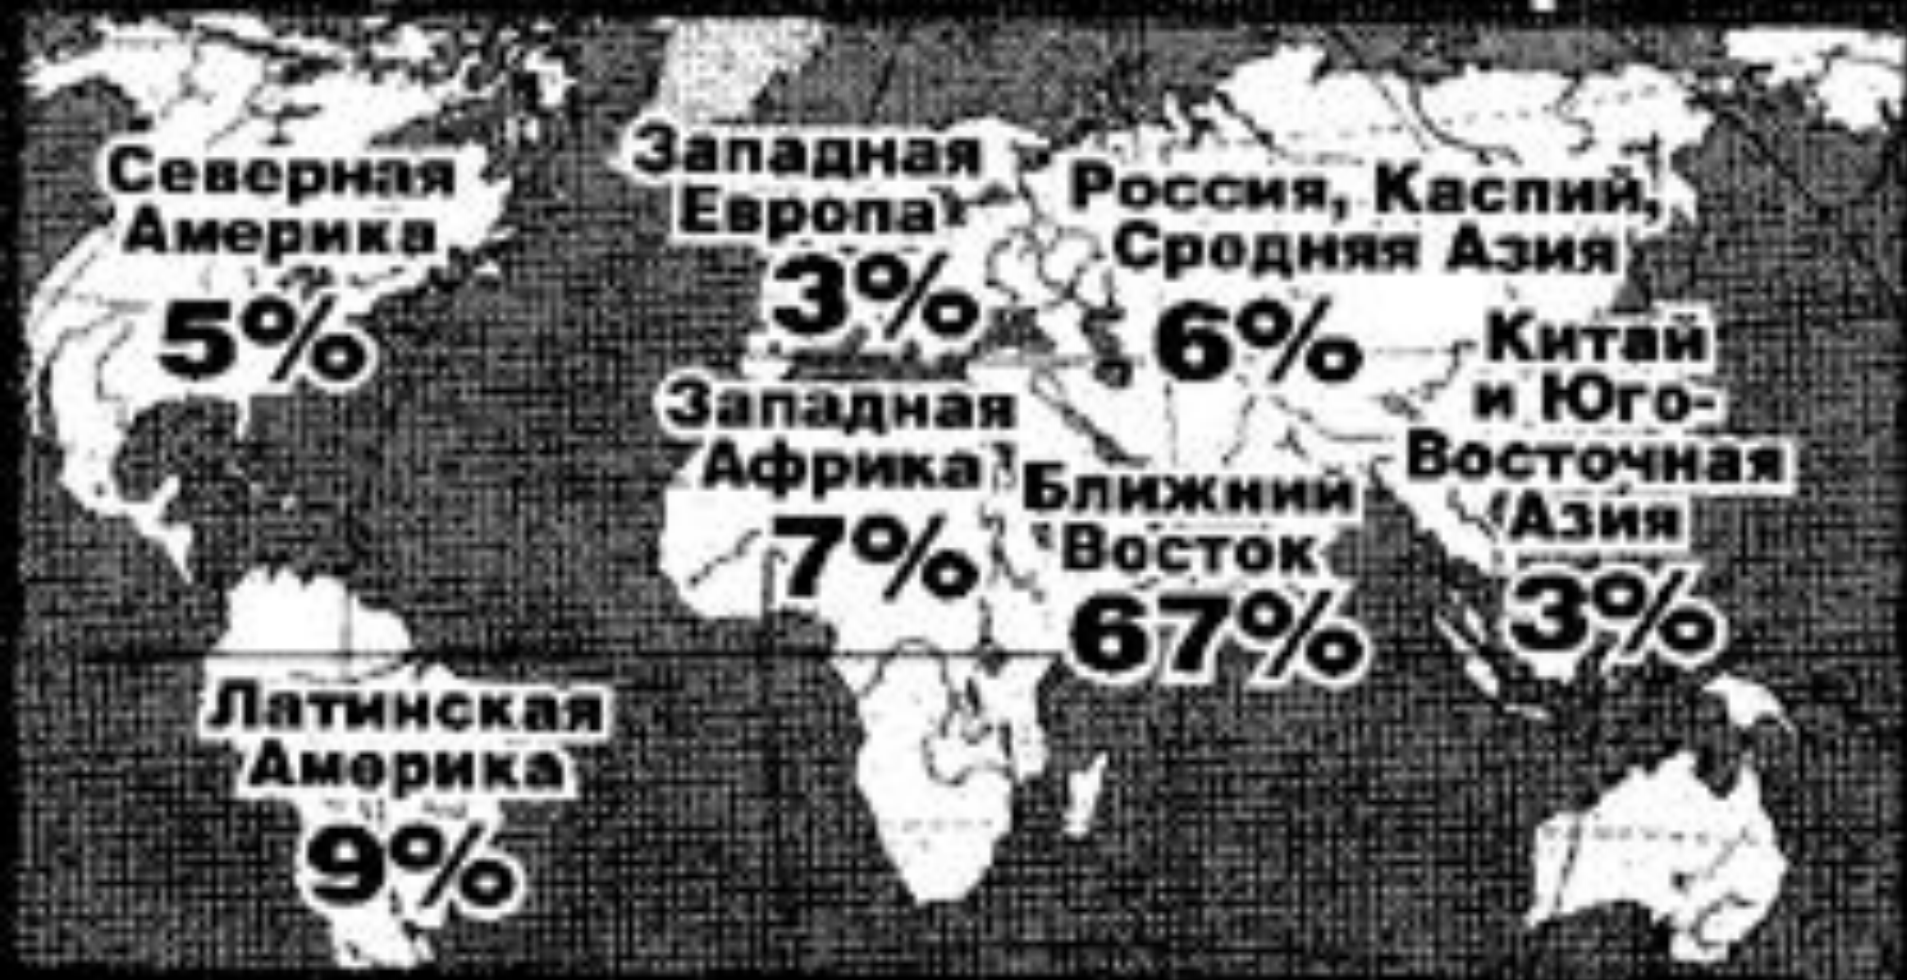 Северная
Америка
5%
Западная
Европа
3%
Россия, Каспий,
Средняя Азия
6%
Китай
и Юго-
Восточная
Азия
3%
Западная
Африка
7%
Ближний
Восток
67%
Латинская
Америка
9%